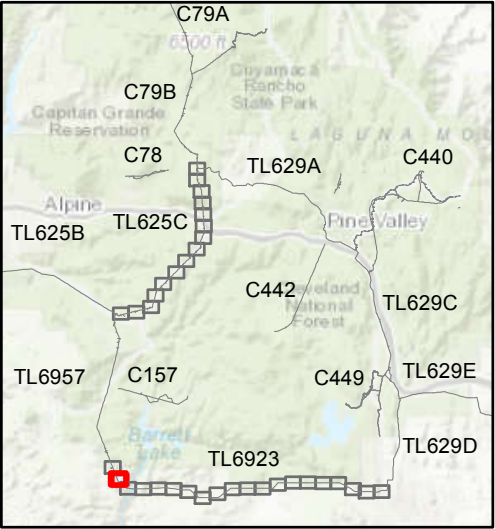 C79A
6500 ft
Cuyamaca
Rancho
State Park
C79B
Capitan Grande
Reservation
LAGUNA MO
C78
TL629A
C440
Alpine
TL625C
Pine Valley
TL625B
C442
Cleveland
National
Forest
TL629C
TL6957
C157
C449
TL629E
Barrett
Lake
TL6923
TL629D